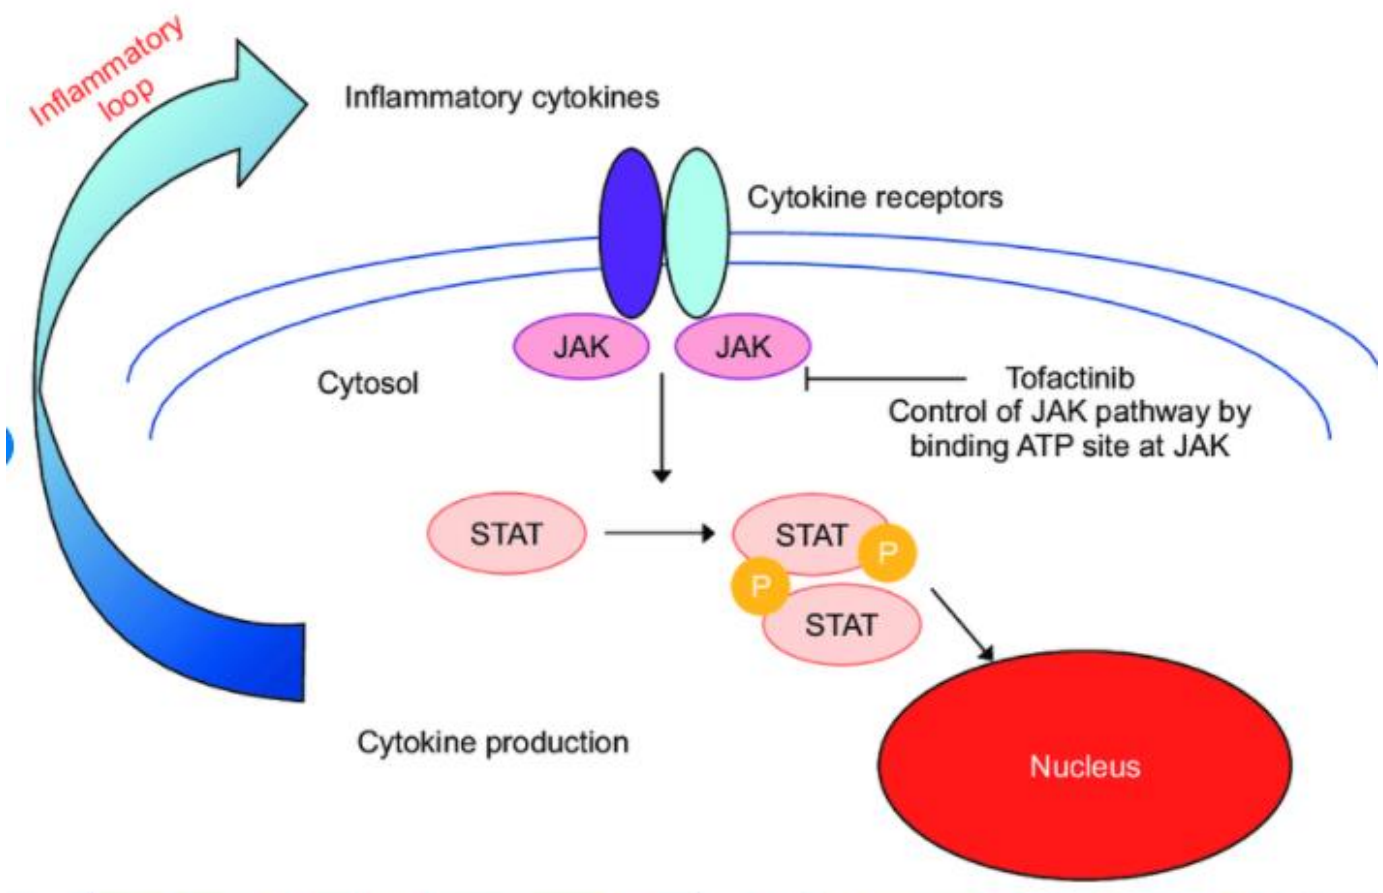 Inflammatory
loop
Inflammatory cytokines
Cytokine receptors
JAK
JAK
Cytosol
Tofactinib
Control of JAK pathway by
binding ATP site at JAK
STAT
STAT
P
P
STAT
Cytokine production
Nucleus